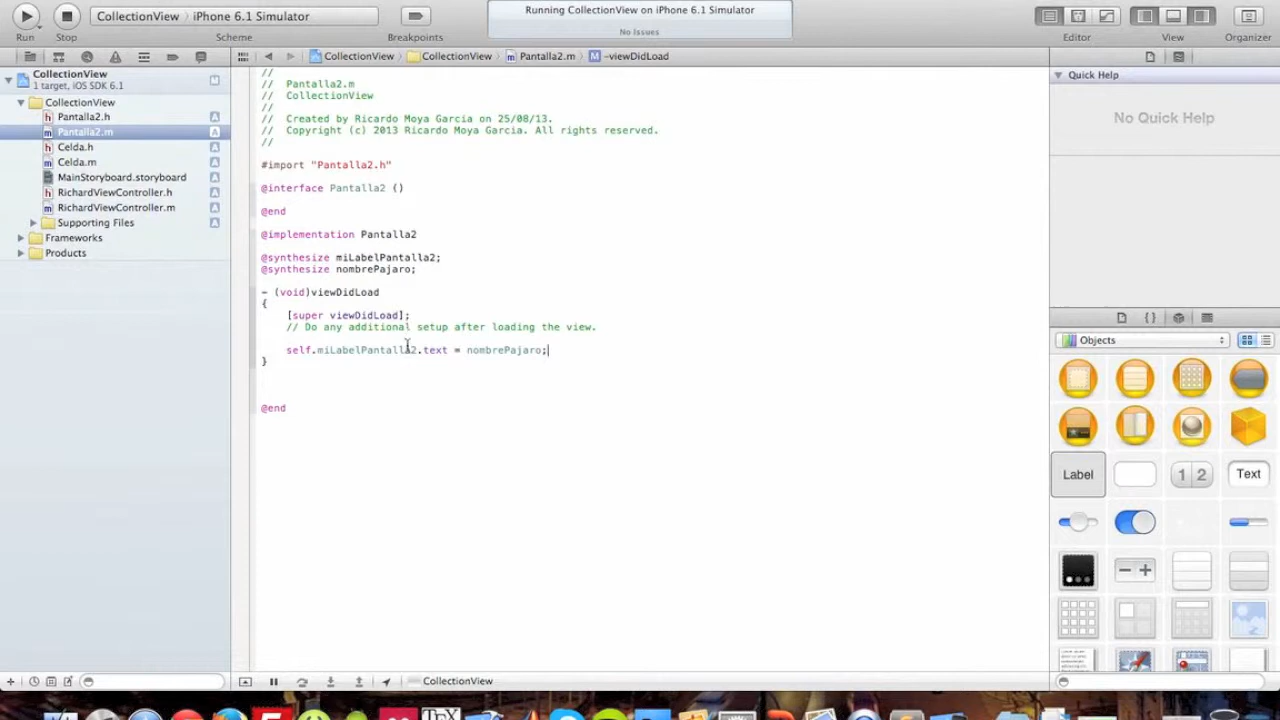 Running CollectionView on iPhone 6.1 Simulator
No Issues
CollectionView
iPhone 6.1 Simulator
Run
Stop
Scheme
Breakpoints
Editor
View
Organizer
CollectionView
CollectionView
Pantalla2.m
M
-viewDidLoad
CollectionView
1 target, iOS SDK 6.1
CollectionView
h Pantalla2.h A
m Pantalla2.m A
h Celda.h A
m Celda.m A
MainStoryboard.storyboard A
h RichardViewController.h A
m RichardViewController.m A
Supporting Files A
Frameworks
Products
//
// Pantalla2.m
// CollectionView
//
// Created by Ricardo Moya Garcia on 25/08/13.
// Copyright (c) 2013 Ricardo Moya Garcia. All rights reserved.
//
#import "Pantalla2.h"
@interface Pantalla2 ()
@end
@implementation Pantalla2
@synthesize miLabelPantalla2;
@synthesize nombrePajaro;
- (void)viewDidLoad
{
[super viewDidLoad];
// Do any additional setup after loading the view.
self.miLabelPantalla2.text = nombrePajaro;
}
@end
Quick Help
No Quick Help
{}
Objects
Label
1 2
Text
CollectionView
TEX